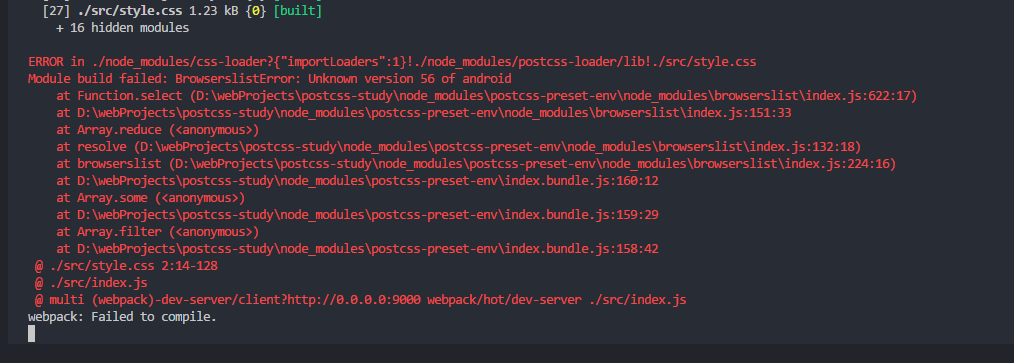 [27] ./src/style.css 1.23 kB {0} [built]
+ 16 hidden modules
ERROR in ./node_modules/css-loader?{"importLoaders":1}!./node_modules/postcss-loader/lib!./src/style.css
Module build failed: BrowserslistError: Unknown version 56 of android
at Function.select (D:\webProjects\postcss-study\node_modules\postcss-preset-env\node_modules\browserslist\index.js:622:17)
at D:\webProjects\postcss-study\node_modules\postcss-preset-env\node_modules\browserslist\index.js:151:33
at Array.reduce (<anonymous>)
at resolve (D:\webProjects\postcss-study\node_modules\postcss-preset-env\node_modules\browserslist\index.js:132:18)
at browserslist (D:\webProjects\postcss-study\node_modules\postcss-preset-env\node_modules\browserslist\index.js:224:16)
at D:\webProjects\postcss-study\node_modules\postcss-preset-env\index.bundle.js:160:12
at Array.some (<anonymous>)
at D:\webProjects\postcss-study\node_modules\postcss-preset-env\index.bundle.js:159:29
at Array.filter (<anonymous>)
at D:\webProjects\postcss-study\node_modules\postcss-preset-env\index.bundle.js:158:42
@ ./src/style.css 2:14-128
@ ./src/index.js
@ multi (webpack)-dev-server/client?http://0.0.0.0:9000 webpack/hot/dev-server ./src/index.js
webpack: Failed to compile.